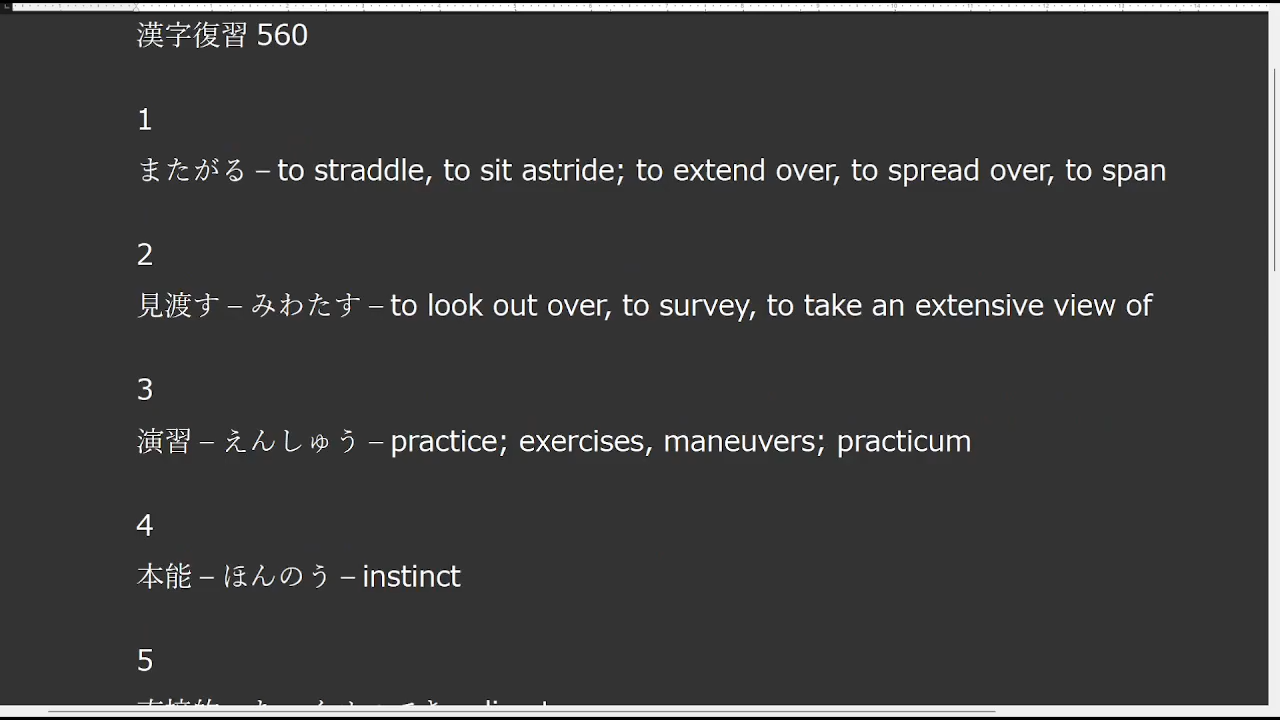 漢字復習 560
1
またがる – to straddle, to sit astride; to extend over, to spread over, to span
2
見渡す – みわたす – to look out over, to survey, to take an extensive view of
3
演習 – えんしゅう – practice; exercises, maneuvers; practicum
4
本能 – ほんのう – instinct
5